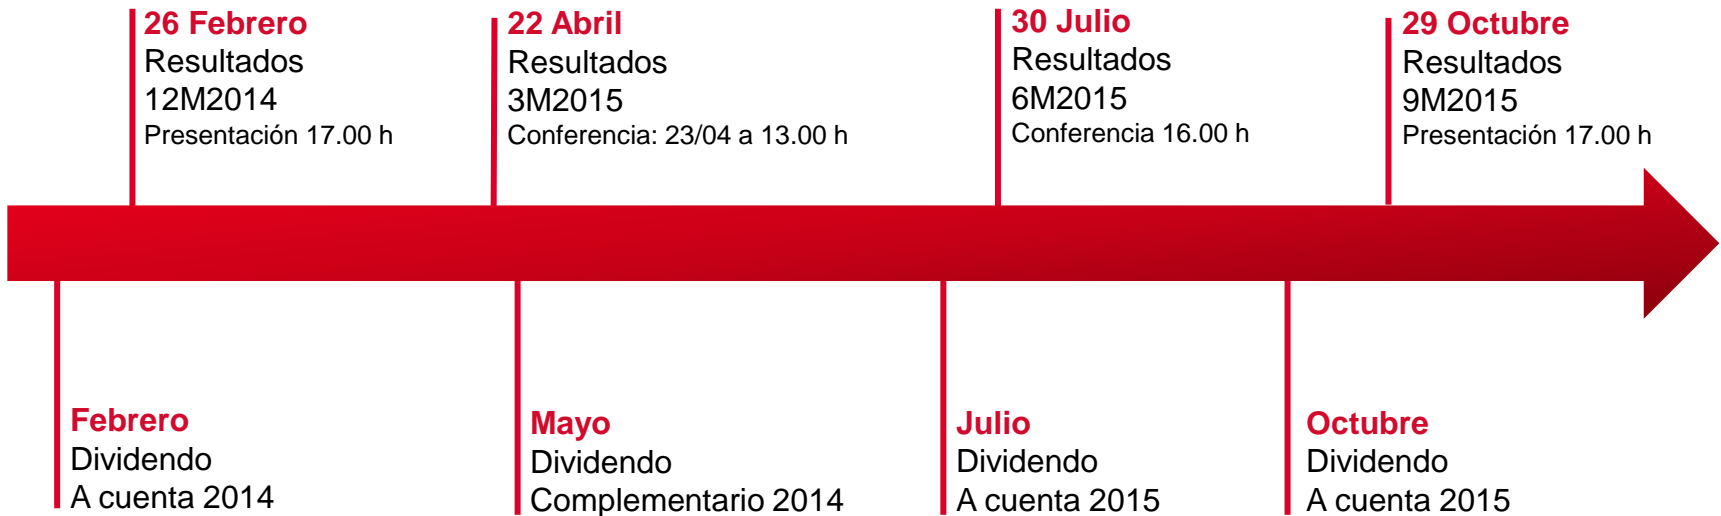 26 Febrero
Resultados
12M2014
Presentación 17.00 h
22 Abril
Resultados
3M2015
Conferencia: 23/04 a 13.00 h
30 Julio
Resultados
6M2015
Conferencia 16.00 h
29 Octubre
Resultados
9M2015
Presentación 17.00 h
Febrero
Dividendo
A cuenta 2014
Mayo
Dividendo
Complementario 2014
Julio
Dividendo
A cuenta 2015
Octubre
Dividendo
A cuenta 2015